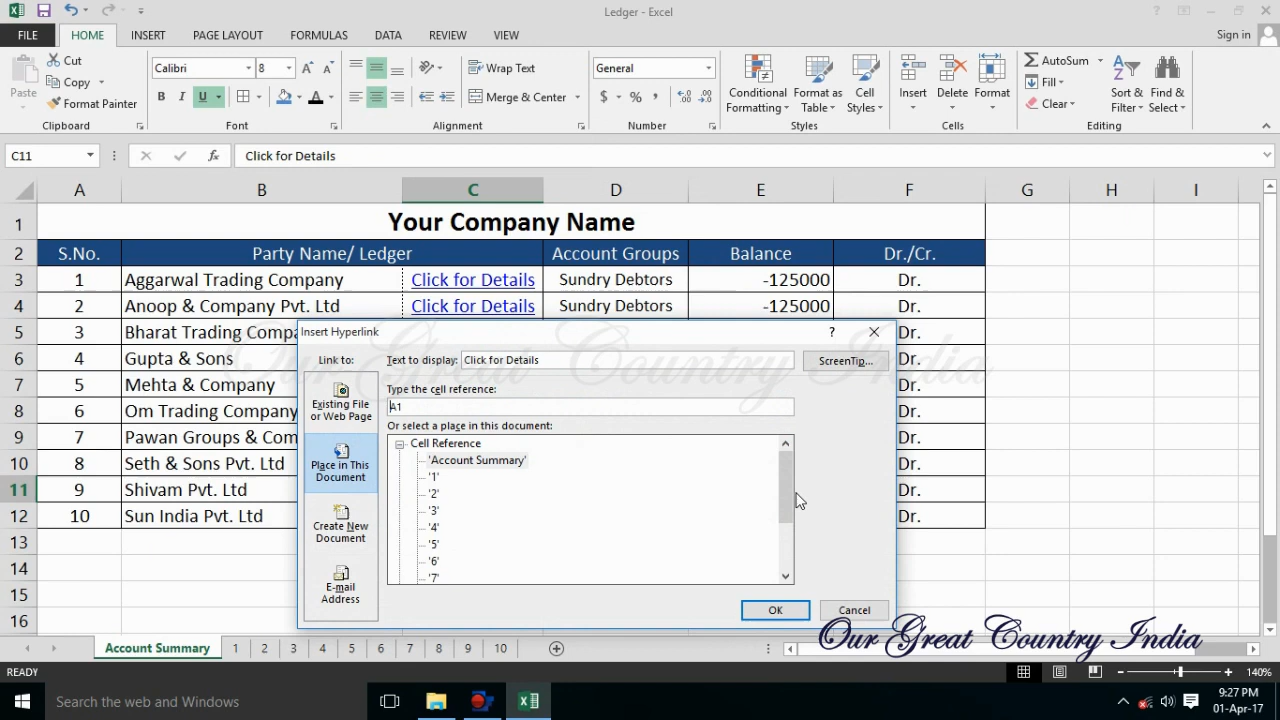 Ledger - Excel
FILE HOME INSERT PAGE LAYOUT FORMULAS DATA REVIEW VIEW Sign in
Paste
Cut
Copy
Format Painter
Clipboard
Calibri 8
B I U
Font
Wrap Text
Merge & Center
Alignment
General
$ % ,
Number
Conditional Formatting
Format as Table
Cell Styles
Styles
Insert Delete Format
Cells
AutoSum
Fill
Clear
Sort & Filter
Find & Select
Editing
C11 fx Click for Details
A B C D E F G H I
1 Your Company Name
2 S.No. Party Name/ Ledger Account Groups Balance Dr./Cr.
3 1 Aggarwal Trading Company Click for Details Sundry Debtors -125000 Dr.
4 2 Anoop & Company Pvt. Ltd Click for Details Sundry Debtors -125000 Dr.
5 3 Bharat Trading Compa Dr.
6 4 Gupta & Sons Dr.
7 5 Mehta & Company Dr.
8 6 Om Trading Company Dr.
9 7 Pawan Groups & Com Dr.
10 8 Seth & Sons Pvt. Ltd Dr.
11 9 Shivam Pvt. Ltd Dr.
12 10 Sun India Pvt. Ltd Dr.
13
14
15
16
Insert Hyperlink ?
Link to: Text to display: Click for Details ScreenTip...
Existing File or Web Page
Place in This Document
Create New Document
E-mail Address
Type the cell reference:
A1
Or select a place in this document:
Cell Reference
'Account Summary'
'1'
'2'
'3'
'4'
'5'
'6'
'7'
OK Cancel
Our Great Country India
Our Great Country India
Account Summary 1 2 3 4 5 6 7 8 9 10
READY 140%
Search the web and Windows
9:27 PM
01-Apr-17